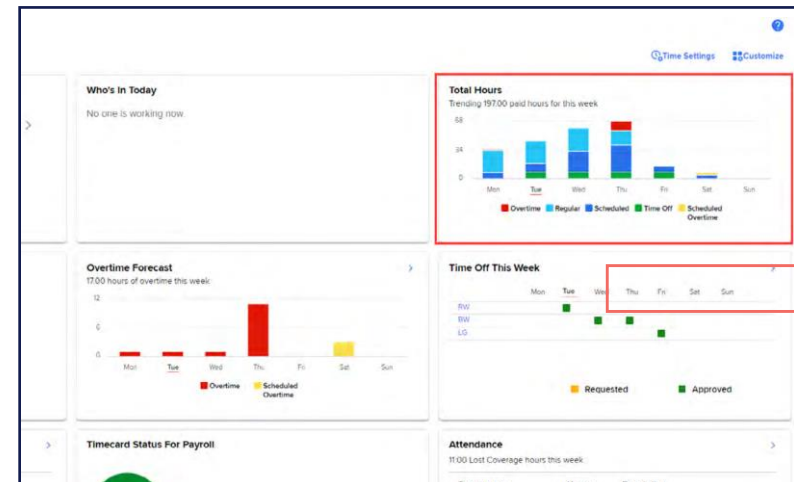 ?
Time Settings Customize
Who's In Today
No one is working now
Total Hours
Trending 197.00 paid hours for this week
68
34
0
Mon Tue Wed Thu Fri Sat Sun
Overtime Regular Scheduled Time Off Scheduled
Overtime
Overtime Forecast
17.00 hours of overtime this week
12
6
0
Mon Tue Wed Thu Fri Sat Sun
Overtime Scheduled
Overtime
Time Off This Week
Mon Tue Wed Thu Fri Sat Sun
RW
BW
LG
Requested Approved
Timecard Status For Payroll
Attendance
11:00 Lost Coverage hours this week